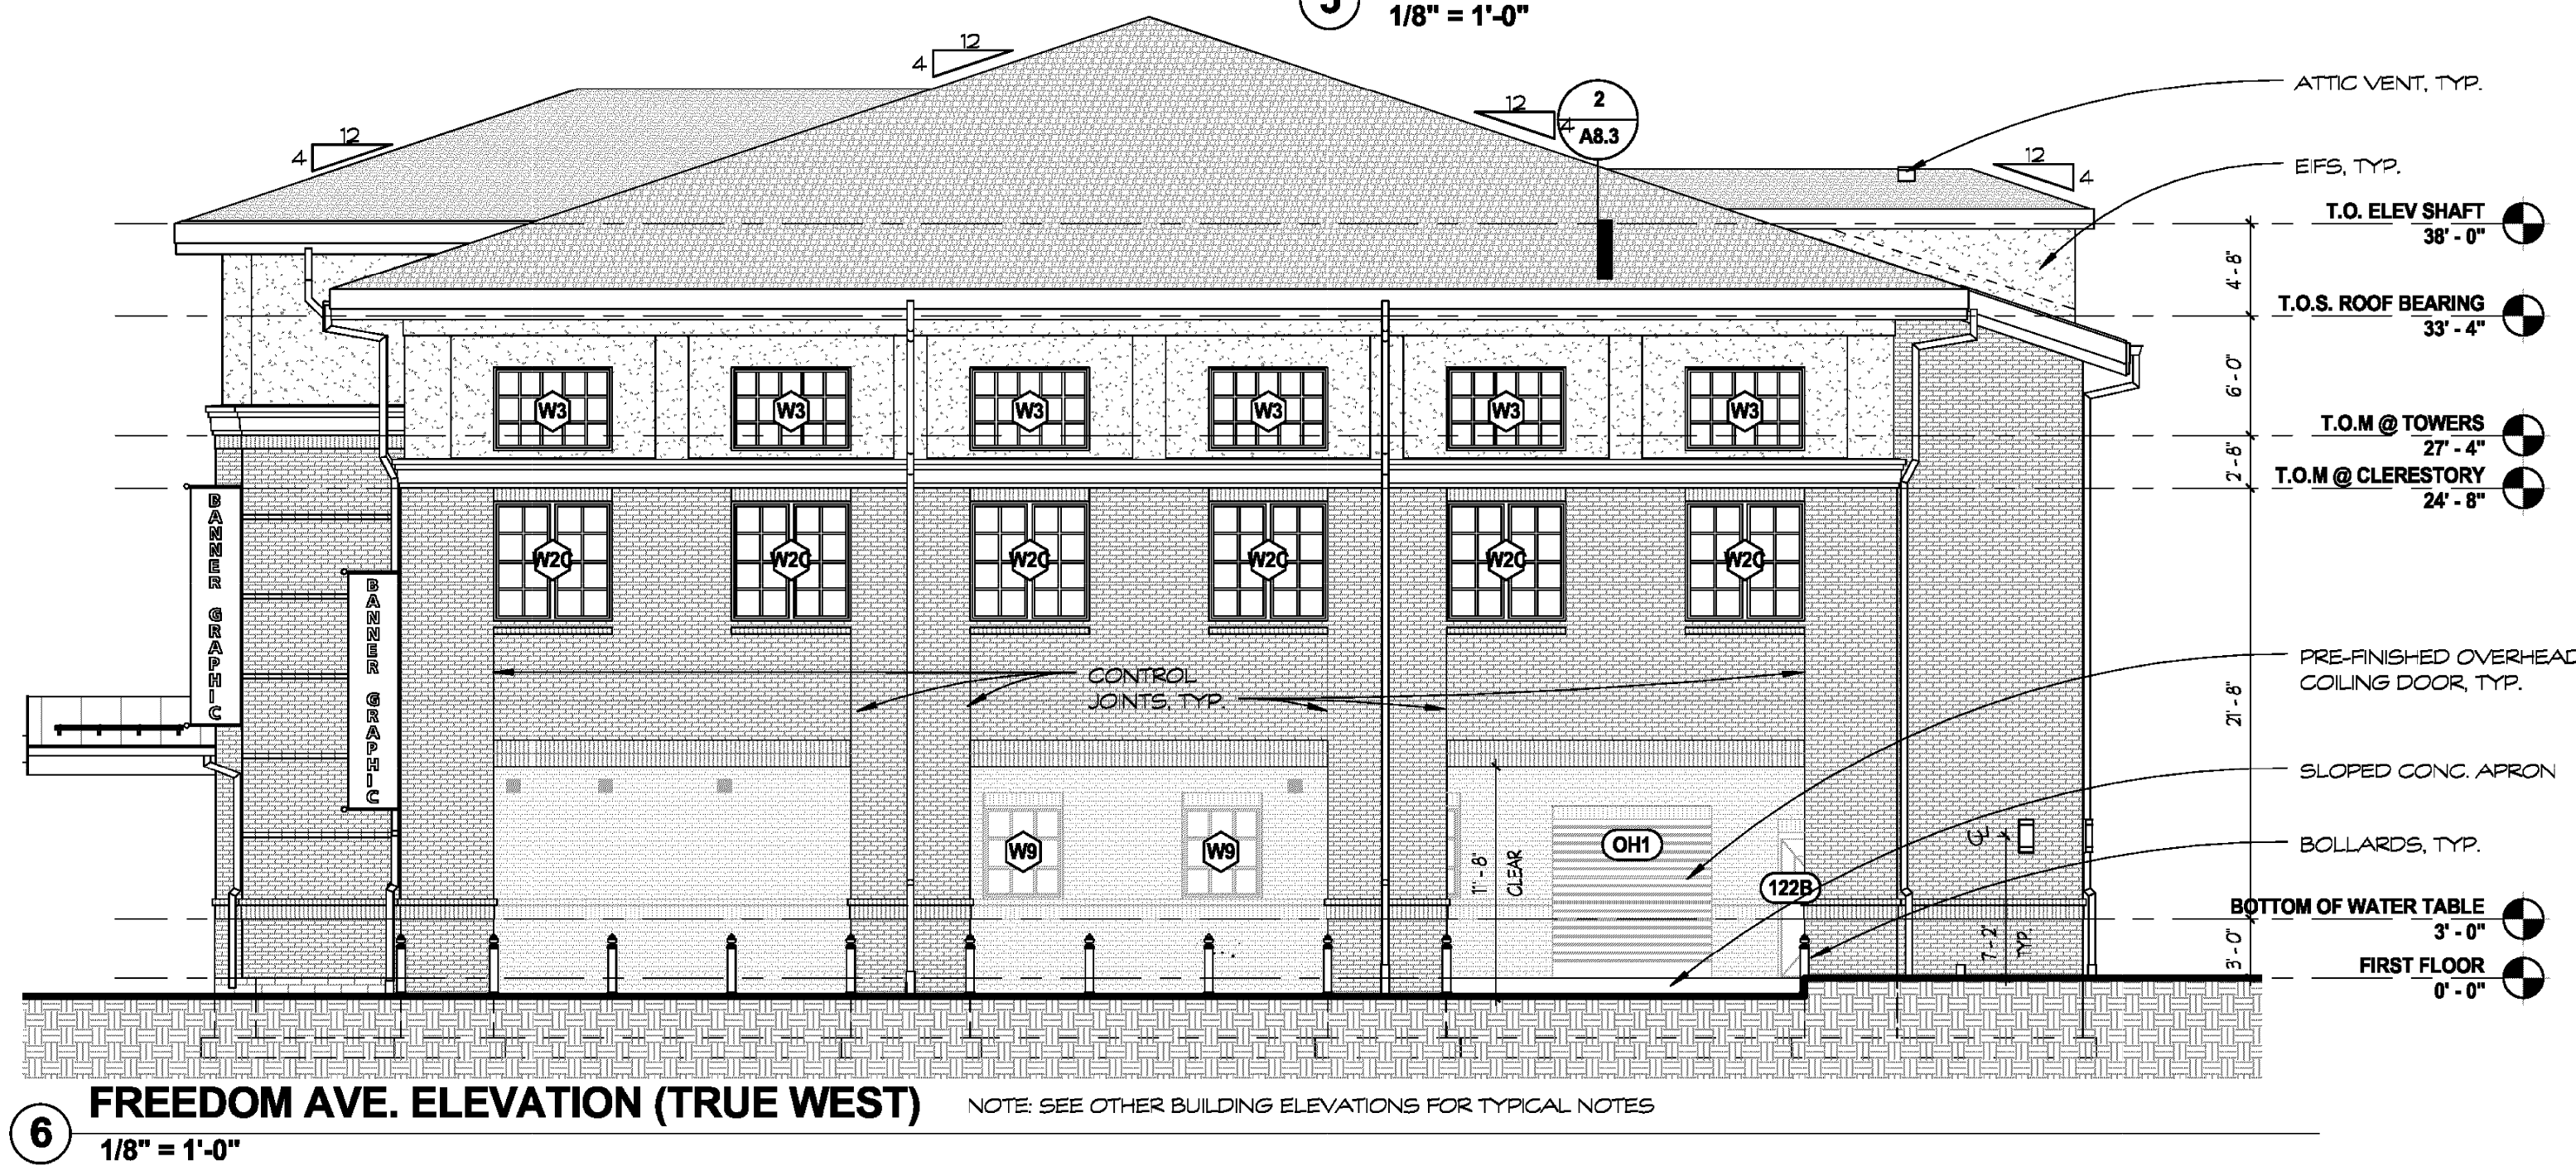 1/8" = 1'-0"
12
4
12
4
12
4
2
A8.3
12
4
ATTIC VENT, TYP.
EIFS, TYP.
T.O. ELEV SHAFT
38' - 0"
4' - 8"
T.O.S. ROOF BEARING
33' - 4"
6' - 0"
T.O.M @ TOWERS
27' - 4"
2' - 8"
T.O.M @ CLERESTORY
24' - 8"
W3 W3 W3 W3 W3 W3
BANNER GRAPHIC
BANNER GRAPHIC
W20 W20 W20 W20 W20 W20
CONTROL
JOINTS, TYP.
PRE-FINISHED OVERHEAD
COILING DOOR, TYP.
21' - 8"
SLOPED CONC. APRON
BOLLARDS, TYP.
W9 W9
11' - 8"
CLEAR
OH1
122B
BOTTOM OF WATER TABLE
3' - 0"
3' - 0"
7' - 2"
TYP.
FIRST FLOOR
0' - 0"
6
FREEDOM AVE. ELEVATION (TRUE WEST)
NOTE: SEE OTHER BUILDING ELEVATIONS FOR TYPICAL NOTES
1/8" = 1'-0"